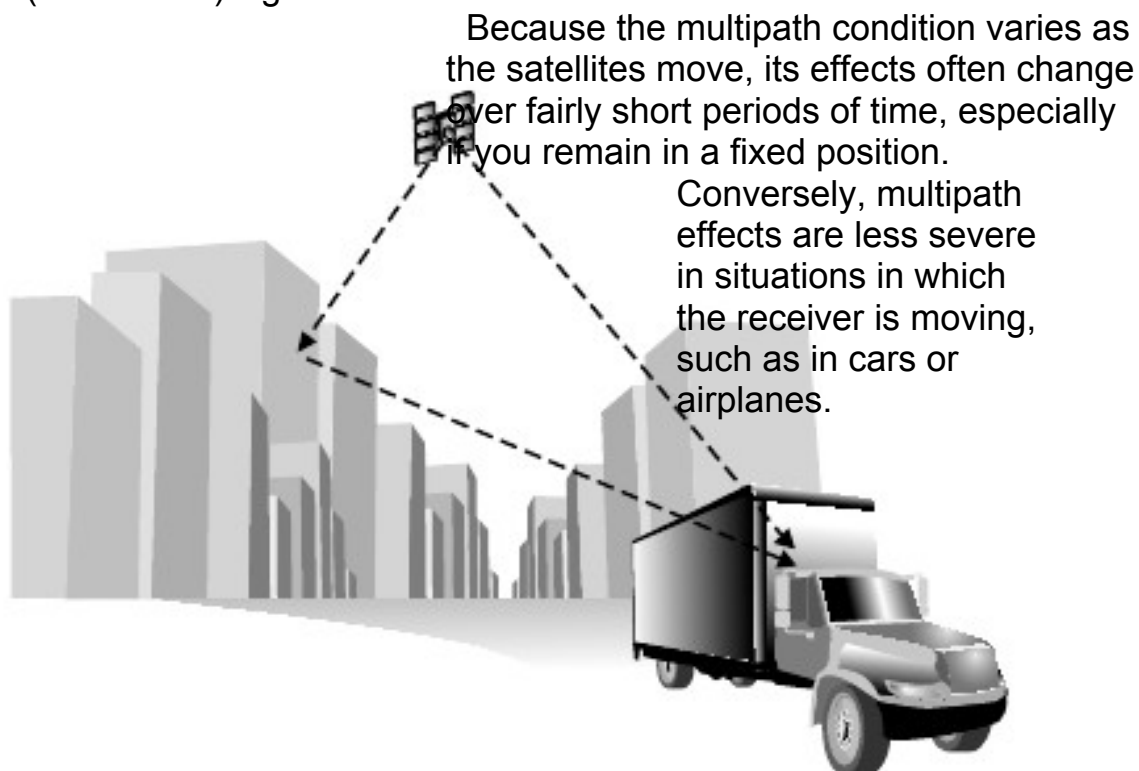 Because the multipath condition varies as
the satellites move, its effects often change
over fairly short periods of time, especially
if you remain in a fixed position.
Conversely, multipath
effects are less severe
in situations in which
the receiver is moving,
such as in cars or
airplanes.